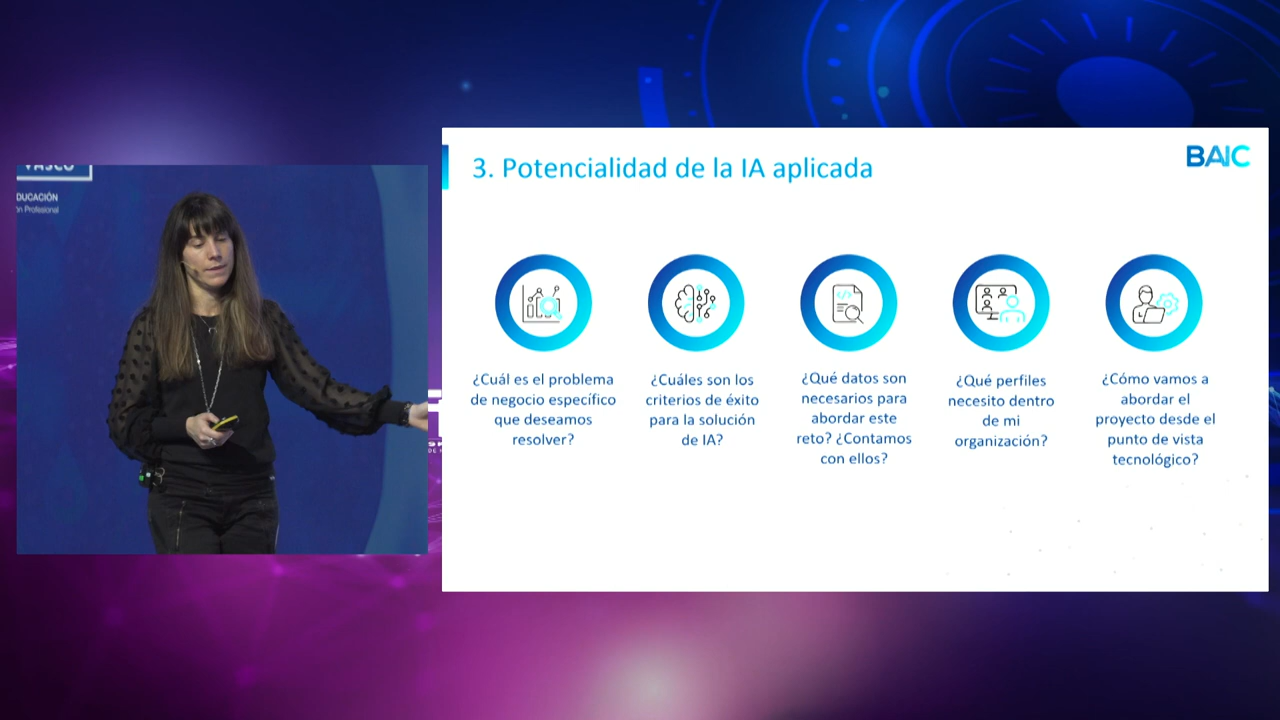 VASCO
DUCACIÓN
ón Profesional
3. Potencialidad de la IA aplicada
BAIC
¿Cuál es el problema
de negocio específico
que deseamos
resolver?
¿Cuáles son los
criterios de éxito
para la solución
de IA?
¿Qué datos son
necesarios para
abordar este
reto? ¿Contamos
con ellos?
¿Qué perfiles
necesito dentro
de mi
organización?
¿Cómo vamos a
abordar el
proyecto desde el
punto de vista
tecnológico?